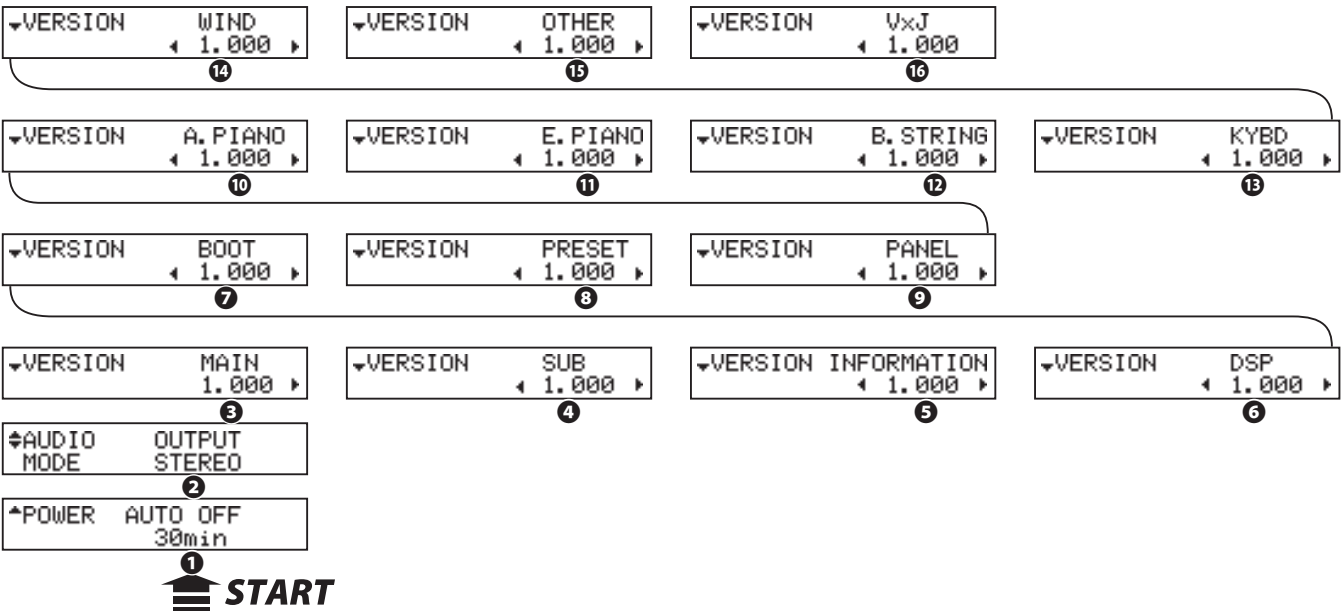 VERSION WIND
1.000
14
VERSION OTHER
1.000
15
VERSION VxJ
1.000
16
VERSION A.PIANO
1.000
10
VERSION E.PIANO
1.000
11
VERSION B.STRING
1.000
12
VERSION KYBD
1.000
13
VERSION BOOT
1.000
7
VERSION PRESET
1.000
8
VERSION PANEL
1.000
9
VERSION MAIN
1.000
3
VERSION SUB
1.000
4
VERSION INFORMATION
1.000
5
VERSION DSP
1.000
6
AUDIO OUTPUT
MODE STEREO
2
POWER AUTO OFF
30min
1
START